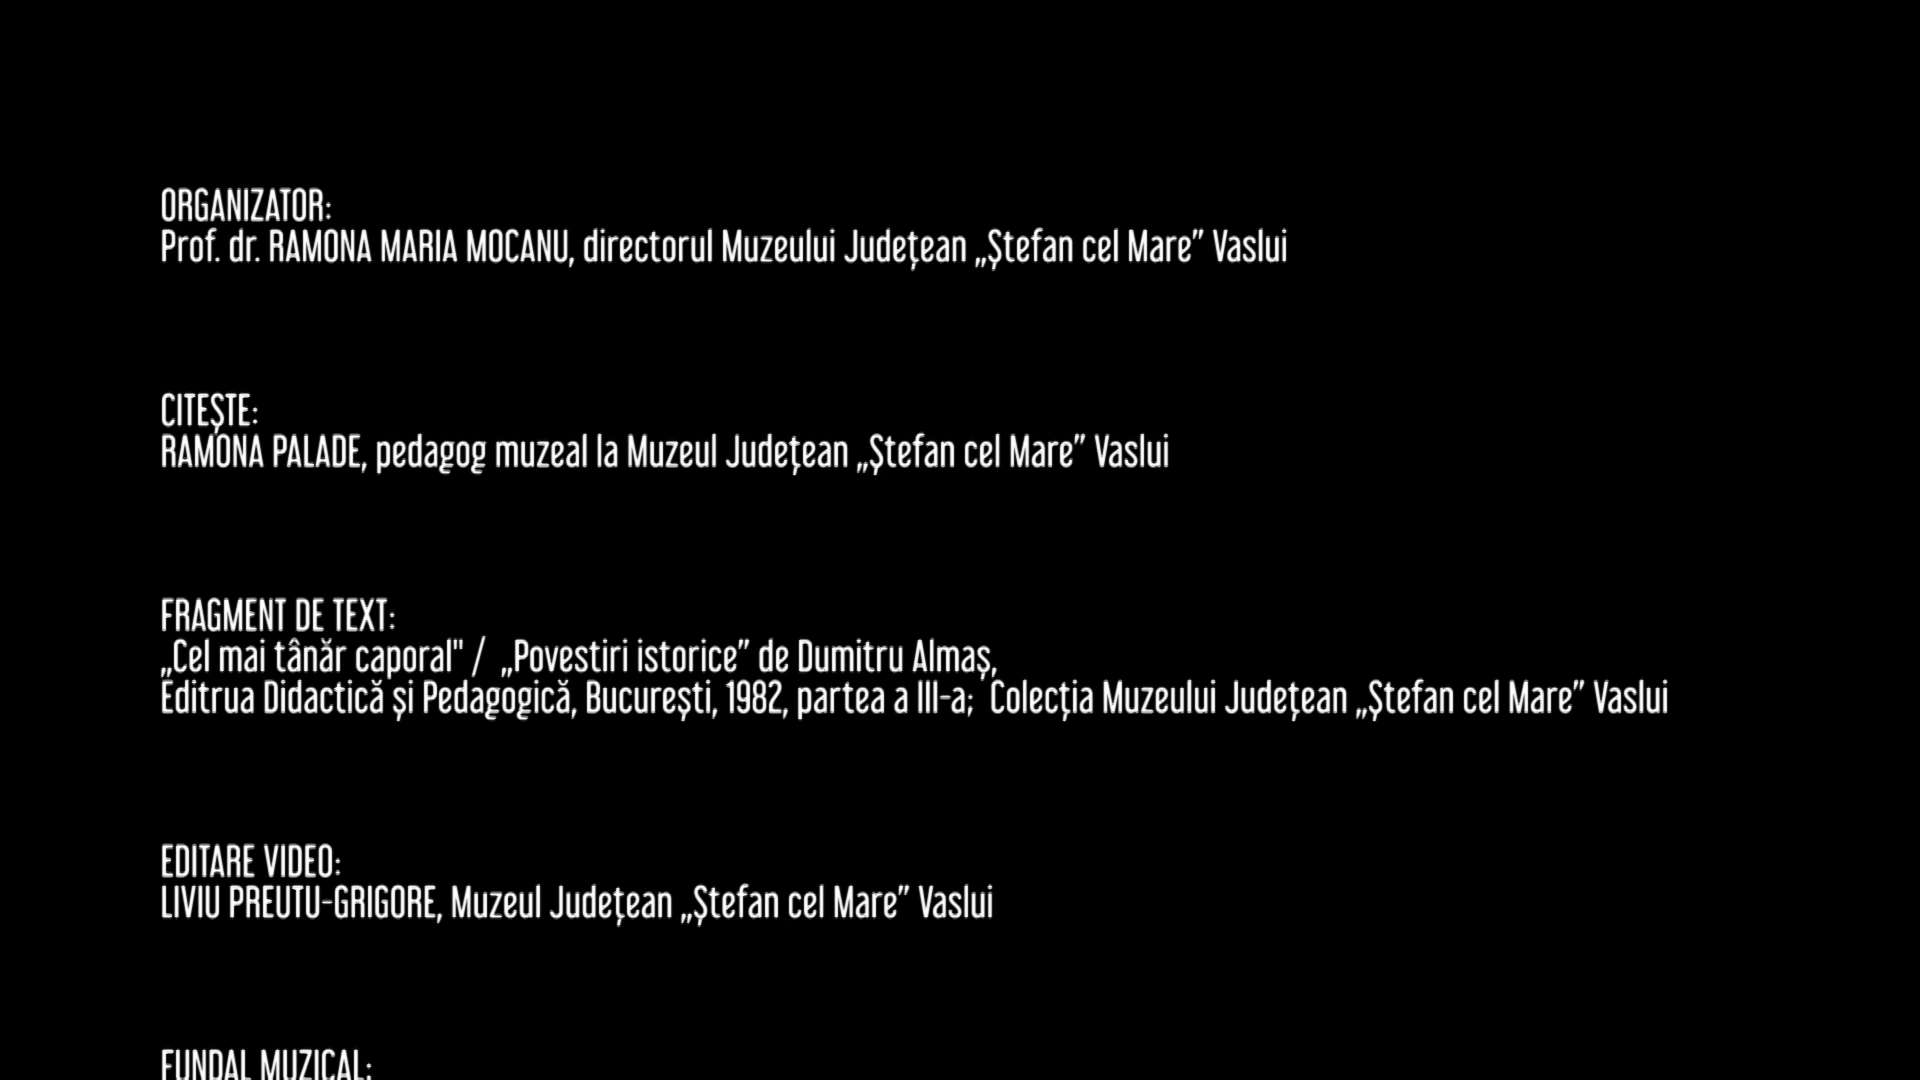 ORGANIZATOR:
Prof. dr. RAMONA MARIA MOCANU, directorul Muzeului Județean „Ștefan cel Mare” Vaslui
CITEȘTE:
RAMONA PALADE, pedagog muzeal la Muzeul Județean „Ștefan cel Mare” Vaslui
FRAGMENT DE TEXT:
„Cel mai tânăr caporal" / „Povestiri istorice” de Dumitru Almaș,
Editrua Didactică și Pedagogică, București, 1982, partea a III-a; Colecția Muzeului Județean „Ștefan cel Mare” Vaslui
EDITARE VIDEO:
LIVIU PREUTU-GRIGORE, Muzeul Județean „Ștefan cel Mare” Vaslui
FUNDAL MUZICAL: